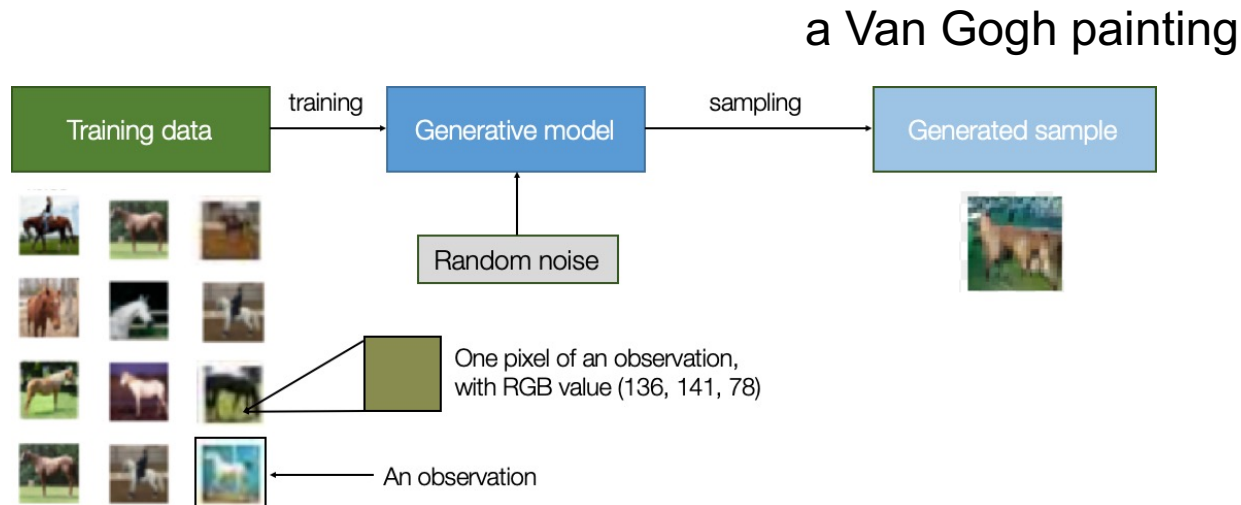 a Van Gogh painting
training
sampling
Training data
Generative model
Generated sample
Random noise
One pixel of an observation,
with RGB value (136, 141, 78)
An observation